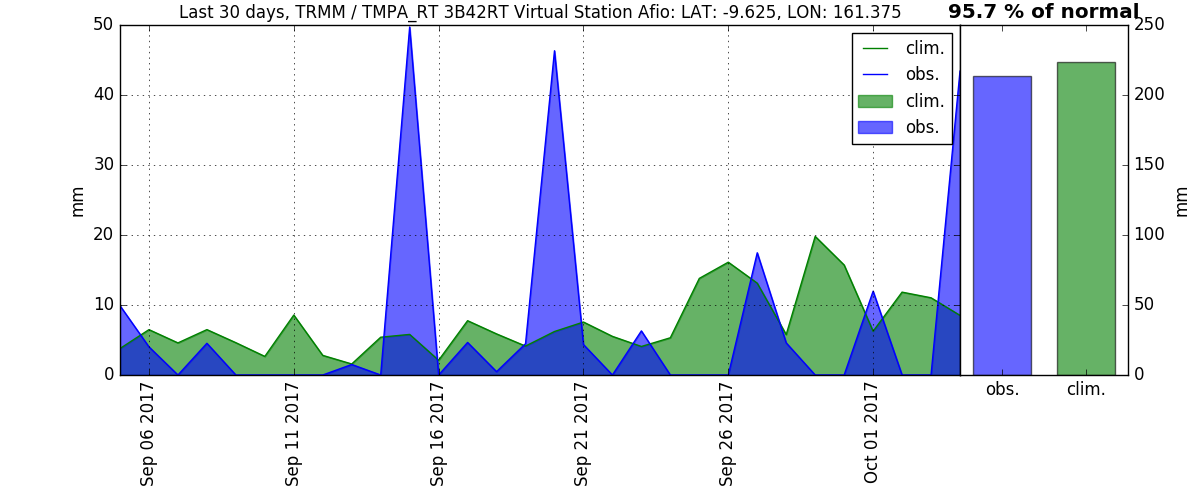 Last 30 days, TRMM / TMPA_RT 3B42RT Virtual Station Afio: LAT: -9.625, LON: 161.375
95.7 % of normal
50
40
30
20
10
0
mm
clim.
obs.
clim.
obs.
250
200
150
100
50
0
mm
Sep 06 2017
Sep 11 2017
Sep 16 2017
Sep 21 2017
Sep 26 2017
Oct 01 2017
obs.
clim.